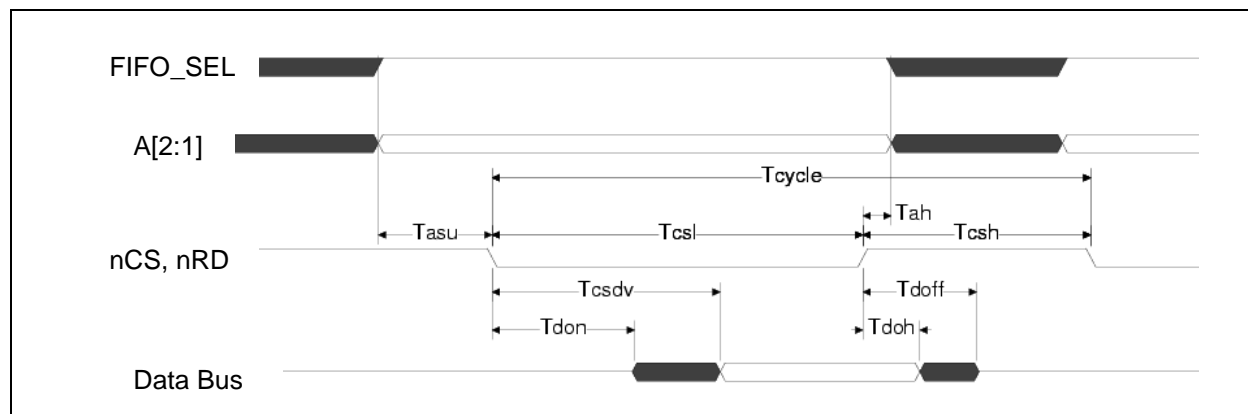 FIFO_SEL
A[2:1]
Tcycle
Tah
Tasu
Tcsl
Tcsh
nCS, nRD
Tcsdv
Tdoff
Tdon
Tdoh
Data Bus